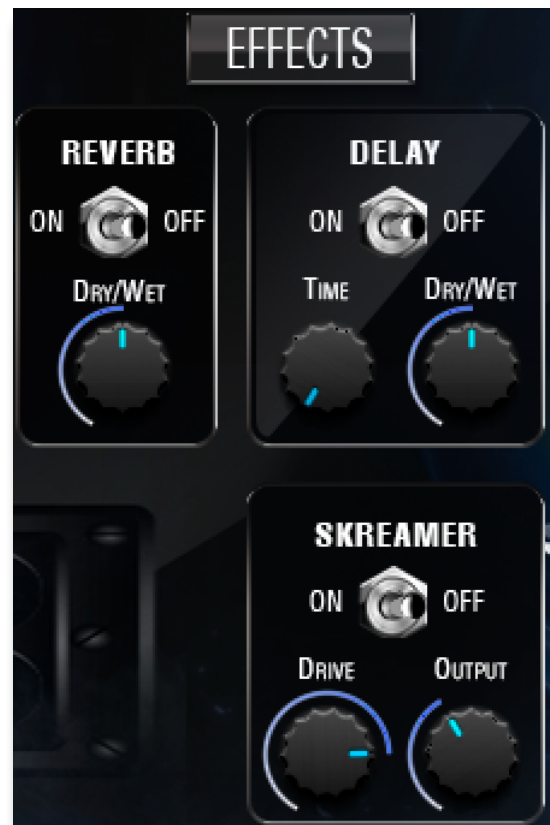 EFFECTS
REVERB
ON OFF
DRY/WET
DELAY
ON OFF
TIME DRY/WET
SKREAMER
ON OFF
DRIVE OUTPUT